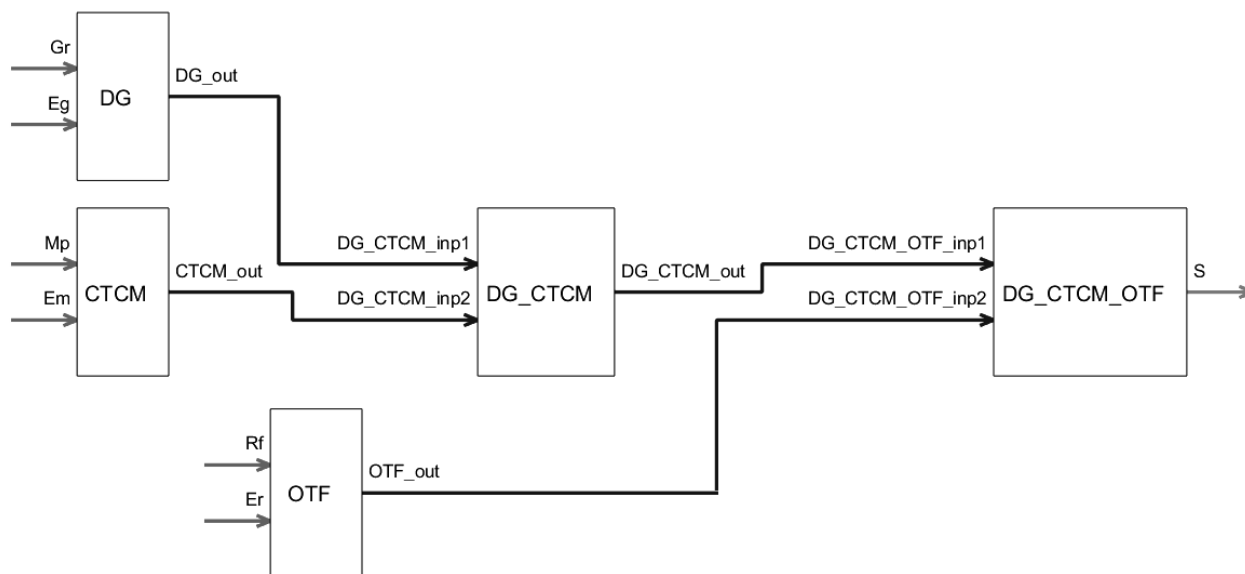 Gr
Eg
DG
DG_out
Mp
Em
CTCM
CTCM_out
DG_CTCM_inp1
DG_CTCM_inp2
DG_CTCM
DG_CTCM_out
DG_CTCM_OTF_inp1
DG_CTCM_OTF_inp2
DG_CTCM_OTF
S
Rf
Er
OTF
OTF_out